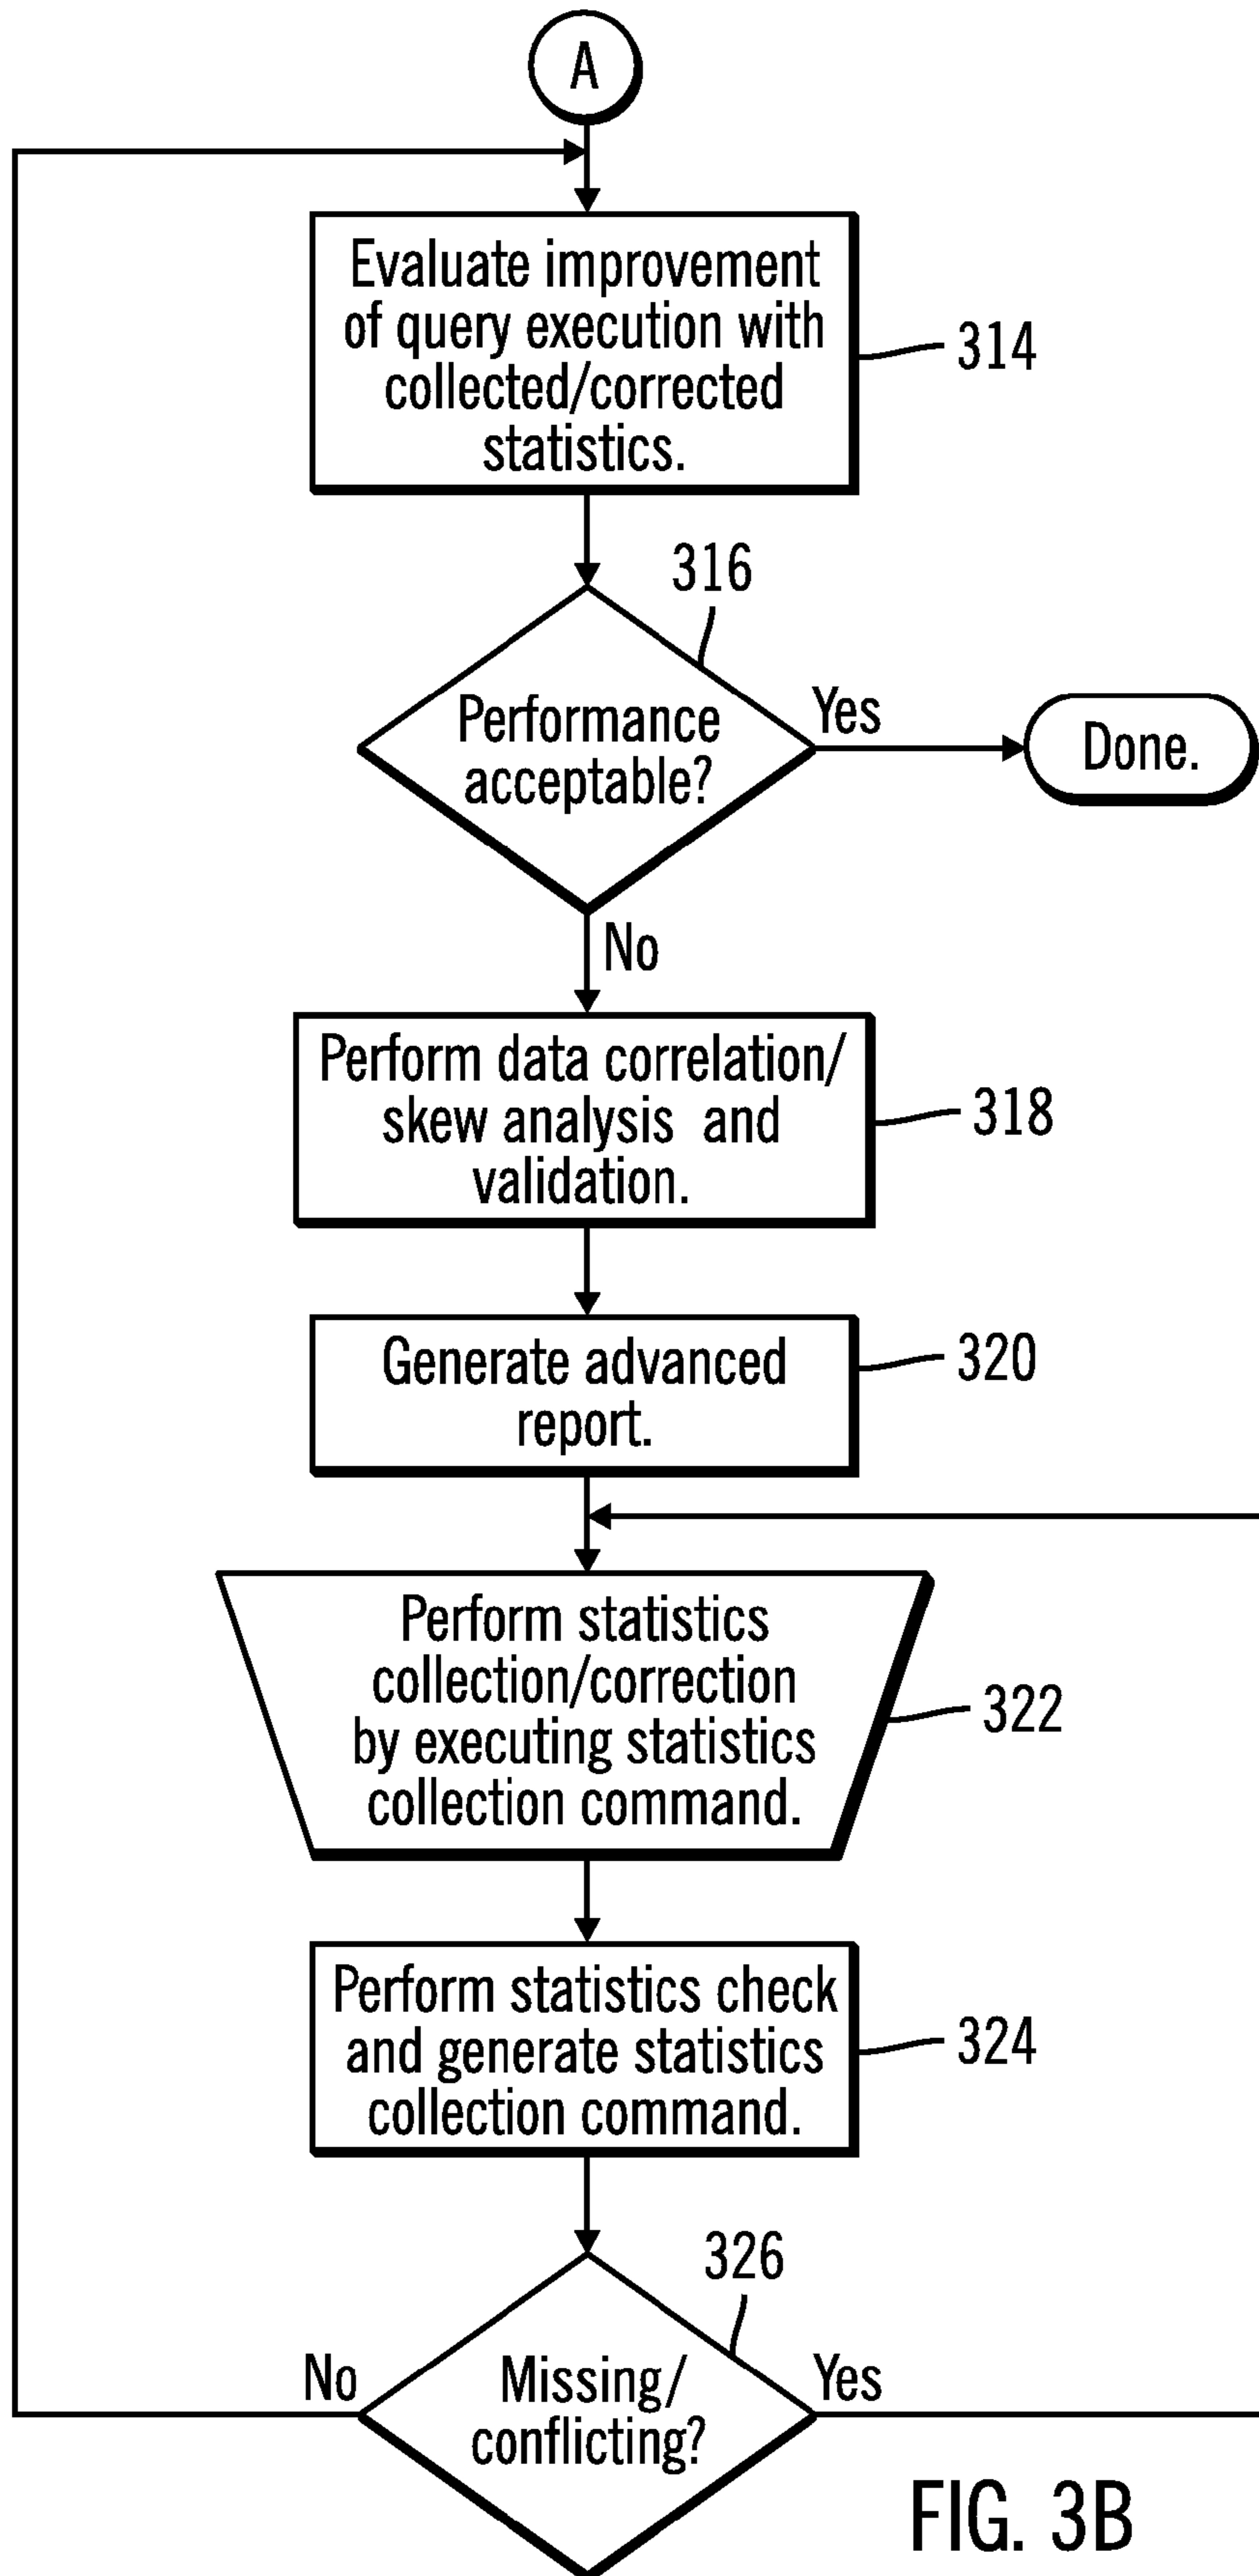 A
Evaluate improvement
of query execution with
collected/corrected
statistics.
314
316
Performance
acceptable?
Yes
Done.
No
Perform data correlation/
skew analysis and
validation.
318
Generate advanced
report.
320
Perform statistics
collection/correction
by executing statistics
collection command.
322
Perform statistics check
and generate statistics
collection command.
324
326
No
Missing/
conflicting?
Yes
FIG. 3B